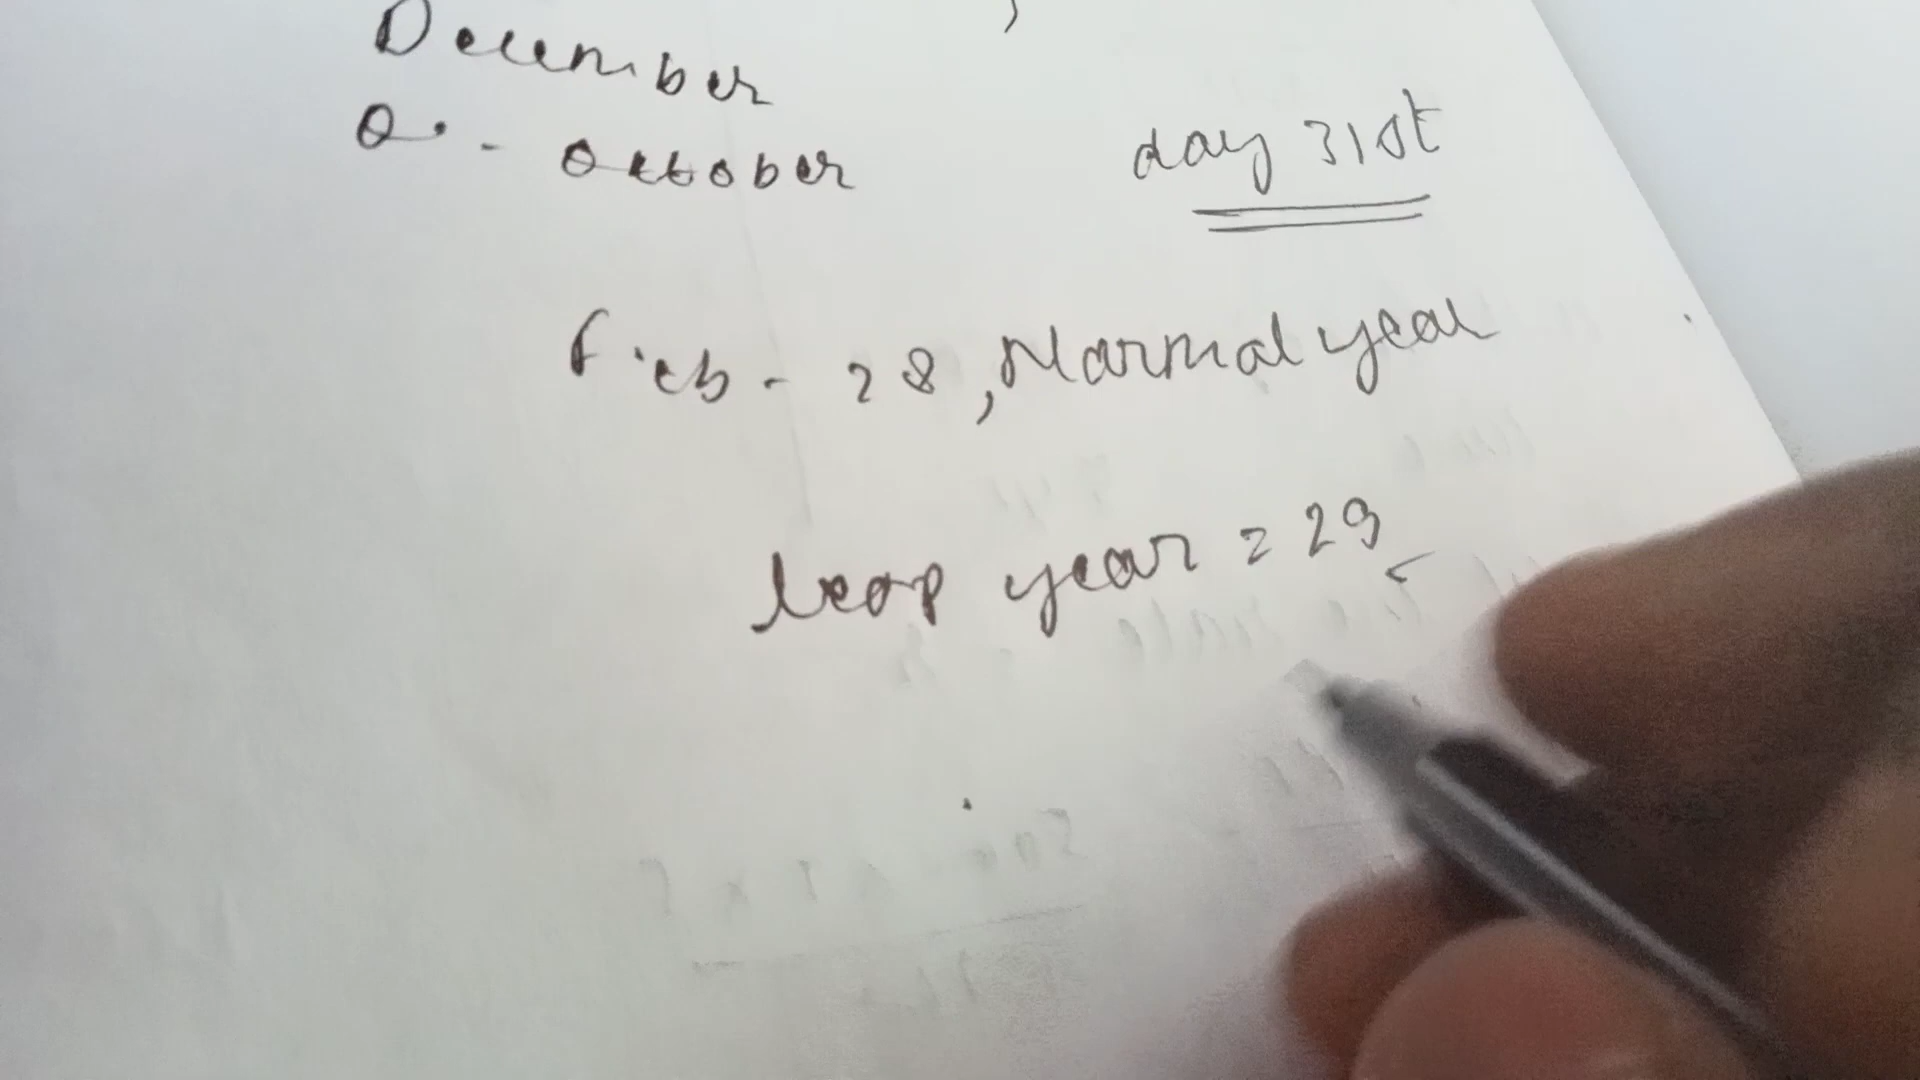 December
O - October
day 31st
Feb - 28, Normal year
leap year = 29